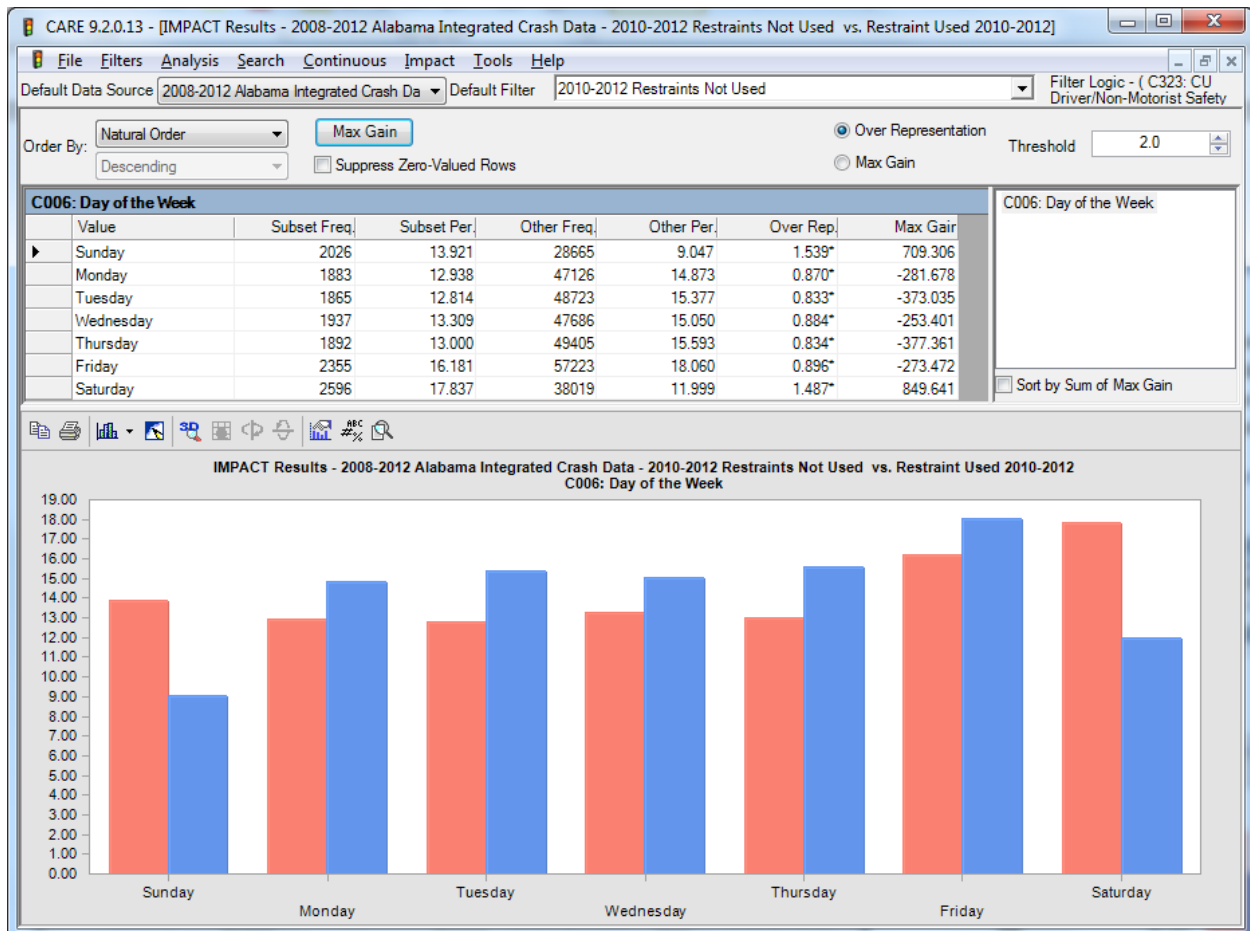 CARE 9.2.0.13 - [IMPACT Results - 2008-2012 Alabama Integrated Crash Data - 2010-2012 Restraints Not Used vs. Restraint Used 2010-2012]
File Filters Analysis Search Continuous Impact Tools Help
Default Data Source 2008-2012 Alabama Integrated Crash Da Default Filter 2010-2012 Restraints Not Used Filter Logic - ( C323: CU
Driver/Non-Motorist Safety
Order By: Natural Order Max Gain Over Representation Threshold 2.0
Descending Suppress Zero-Valued Rows Max Gain
C006: Day of the Week C006: Day of the Week
Value Subset Freq. Subset Per. Other Freq. Other Per. Over Rep. Max Gain
Sunday 2026 13.921 28665 9.047 1.539* 709.306
Monday 1883 12.938 47126 14.873 0.870* -281.678
Tuesday 1865 12.814 48723 15.377 0.833* -373.035
Wednesday 1937 13.309 47686 15.050 0.884* -253.401
Thursday 1892 13.000 49405 15.593 0.834* -377.361
Friday 2355 16.181 57223 18.060 0.896* -273.472
Saturday 2596 17.837 38019 11.999 1.487* 849.641
Sort by Sum of Max Gain
3D ABC #%
IMPACT Results - 2008-2012 Alabama Integrated Crash Data - 2010-2012 Restraints Not Used vs. Restraint Used 2010-2012
C006: Day of the Week
19.00
18.00
17.00
16.00
15.00
14.00
13.00
12.00
11.00
10.00
9.00
8.00
7.00
6.00
5.00
4.00
3.00
2.00
1.00
0.00
Sunday Tuesday Thursday Saturday
Monday Wednesday Friday